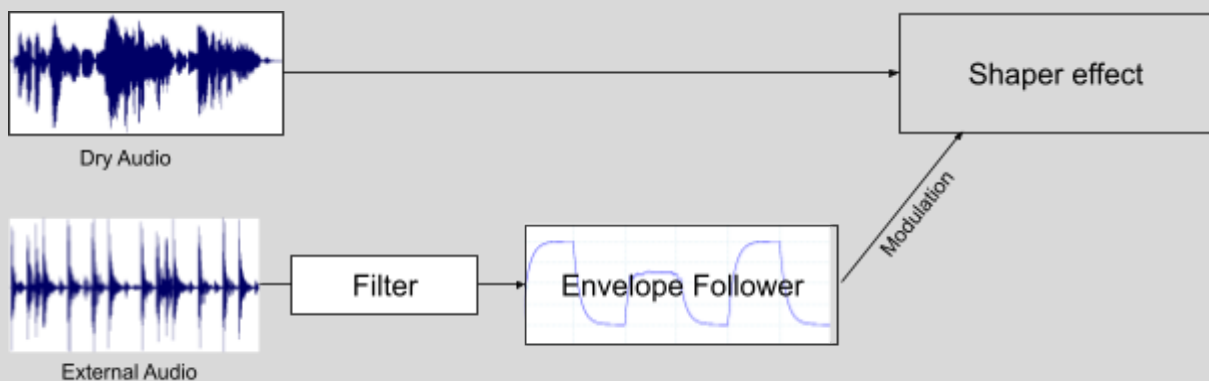 Shaper effect
Dry Audio
Modulation
Filter
Envelope Follower
External Audio